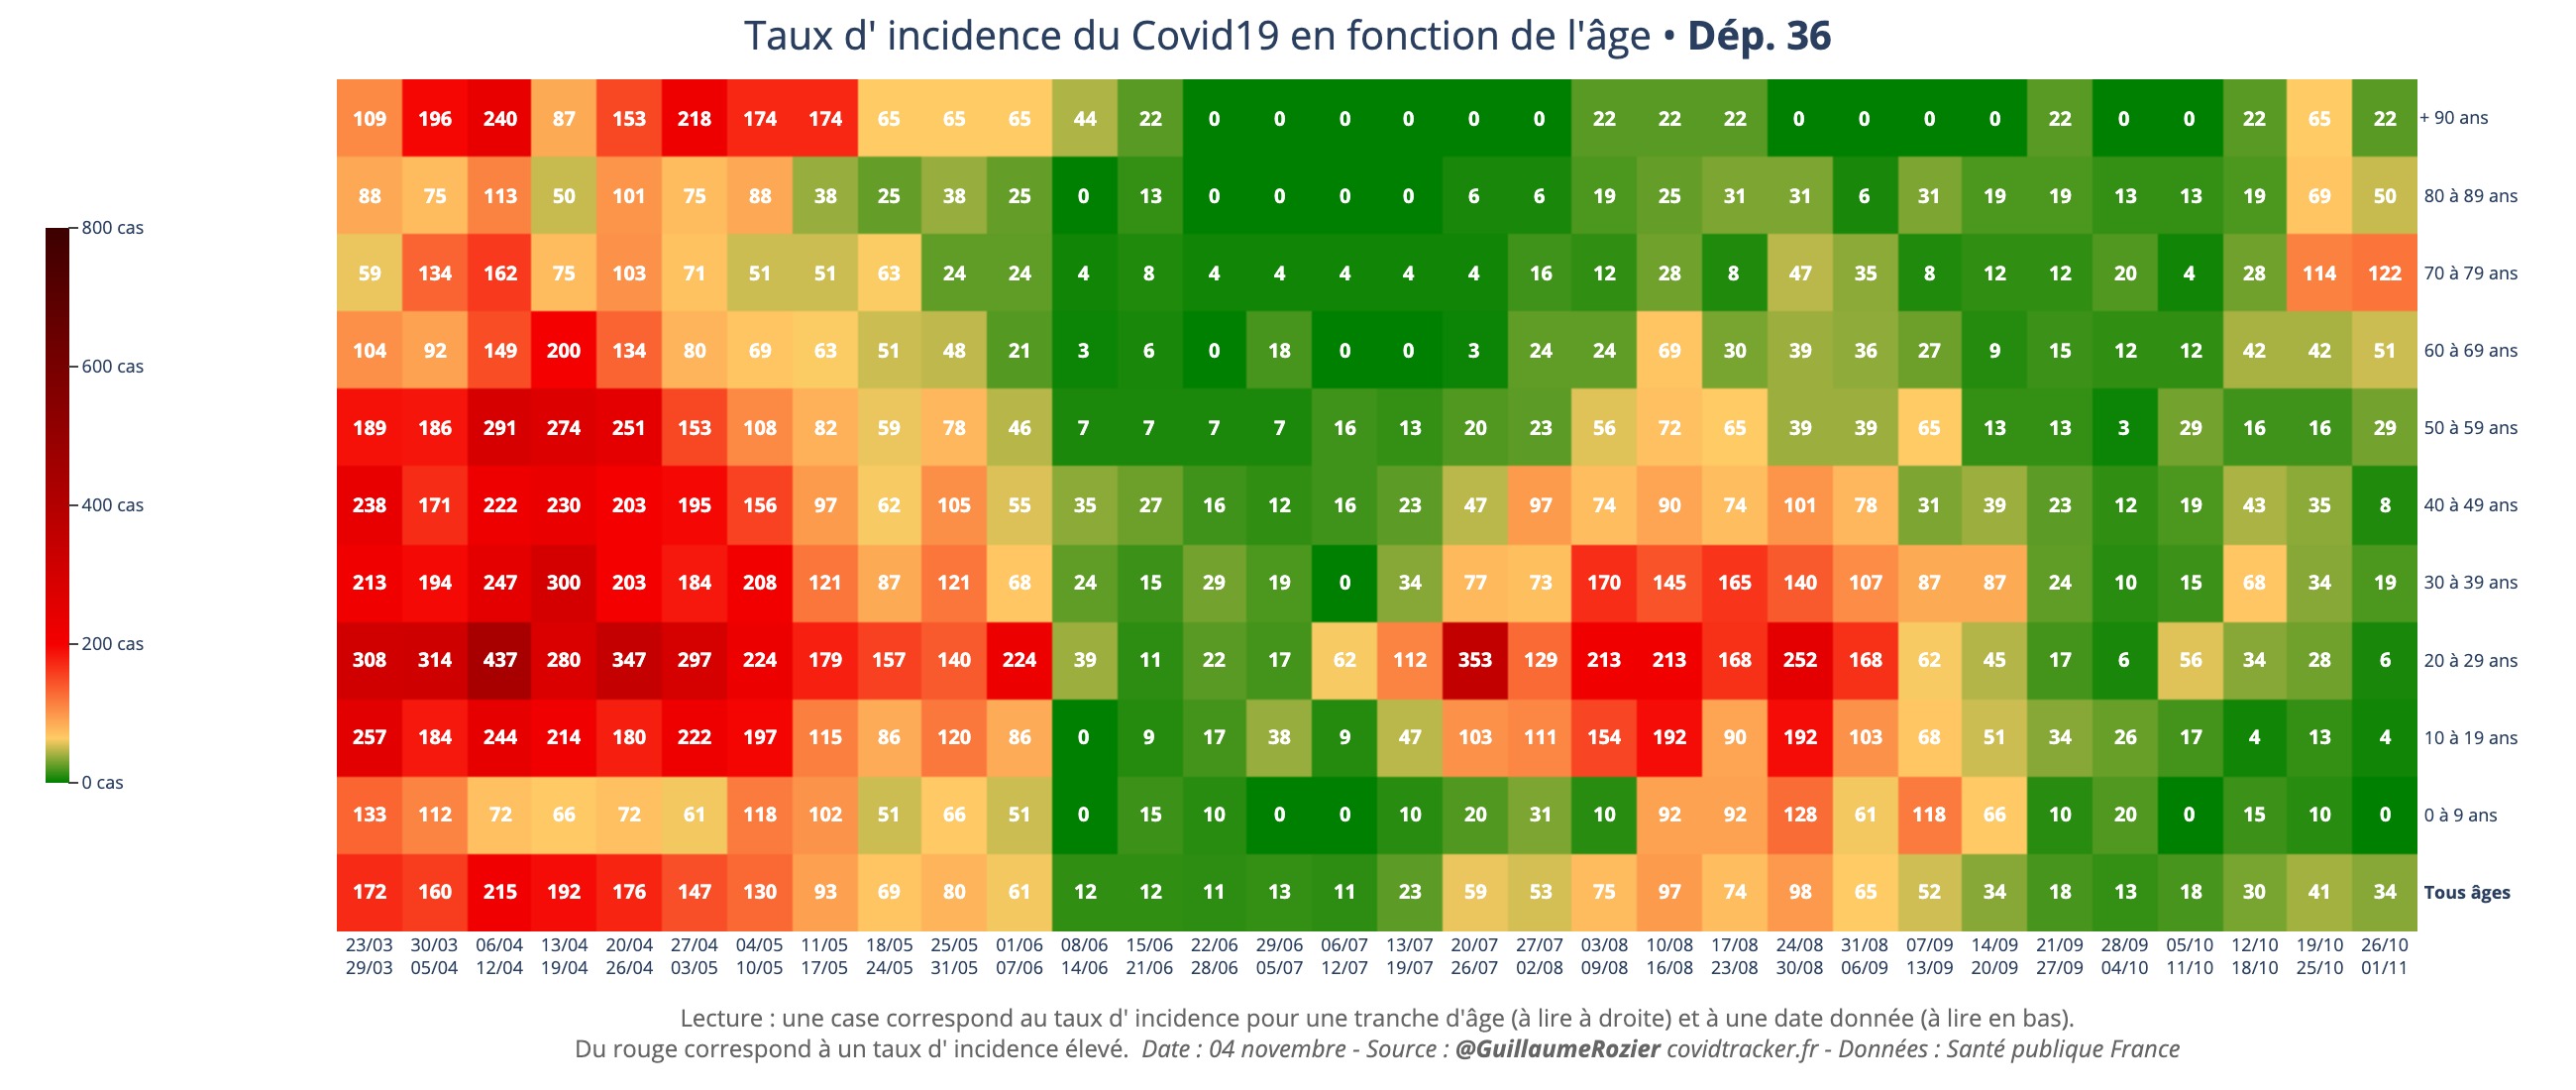 Taux d' incidence du Covid19 en fonction de l'âge • Dép. 36
800 cas
600 cas
400 cas
200 cas
0 cas
109 196 240 87 153 218 174 174 65 65 65 44 22 0 0 0 0 0 0 22 22 22 0 0 0 0 22 0 0 22 65 22 + 90 ans
88 75 113 50 101 75 88 38 25 38 25 0 13 0 0 0 0 6 6 19 25 31 31 6 31 19 19 13 13 19 69 50 80 à 89 ans
59 134 162 75 103 71 51 51 63 24 24 4 8 4 4 4 4 4 16 12 28 8 47 35 8 12 12 20 4 28 114 122 70 à 79 ans
104 92 149 200 134 80 69 63 51 48 21 3 6 0 18 0 0 3 24 24 69 30 39 36 27 9 15 12 12 42 42 51 60 à 69 ans
189 186 291 274 251 153 108 82 59 78 46 7 7 7 7 16 13 20 23 56 72 65 39 39 65 13 13 3 29 16 16 29 50 à 59 ans
238 171 222 230 203 195 156 97 62 105 55 35 27 16 12 16 23 47 97 74 90 74 101 78 31 39 23 12 19 43 35 8 40 à 49 ans
213 194 247 300 203 184 208 121 87 121 68 24 15 29 19 0 34 77 73 170 145 165 140 107 87 87 24 10 15 68 34 19 30 à 39 ans
308 314 437 280 347 297 224 179 157 140 224 39 11 22 17 62 112 353 129 213 213 168 252 168 62 45 17 6 56 34 28 6 20 à 29 ans
257 184 244 214 180 222 197 115 86 120 86 0 9 17 38 9 47 103 111 154 192 90 192 103 68 51 34 26 17 4 13 4 10 à 19 ans
133 112 72 66 72 61 118 102 51 66 51 0 15 10 0 0 10 20 31 10 92 92 128 61 118 66 10 20 0 15 10 0 0 à 9 ans
172 160 215 192 176 147 130 93 69 80 61 12 12 11 13 11 23 59 53 75 97 74 98 65 52 34 18 13 18 30 41 34 Tous âges
23/03 30/03 06/04 13/04 20/04 27/04 04/05 11/05 18/05 25/05 01/06 08/06 15/06 22/06 29/06 06/07 13/07 20/07 27/07 03/08 10/08 17/08 24/08 31/08 07/09 14/09 21/09 28/09 05/10 12/10 19/10 26/10
29/03 05/04 12/04 19/04 26/04 03/05 10/05 17/05 24/05 31/05 07/06 14/06 21/06 28/06 05/07 12/07 19/07 26/07 02/08 09/08 16/08 23/08 30/08 06/09 13/09 20/09 27/09 04/10 11/10 18/10 25/10 01/11
Lecture : une case correspond au taux d' incidence pour une tranche d'âge (à lire à droite) et à une date donnée (à lire en bas).
Du rouge correspond à un taux d' incidence élevé. Date : 04 novembre - Source : @GuillaumeRozier covidtracker.fr - Données : Santé publique France